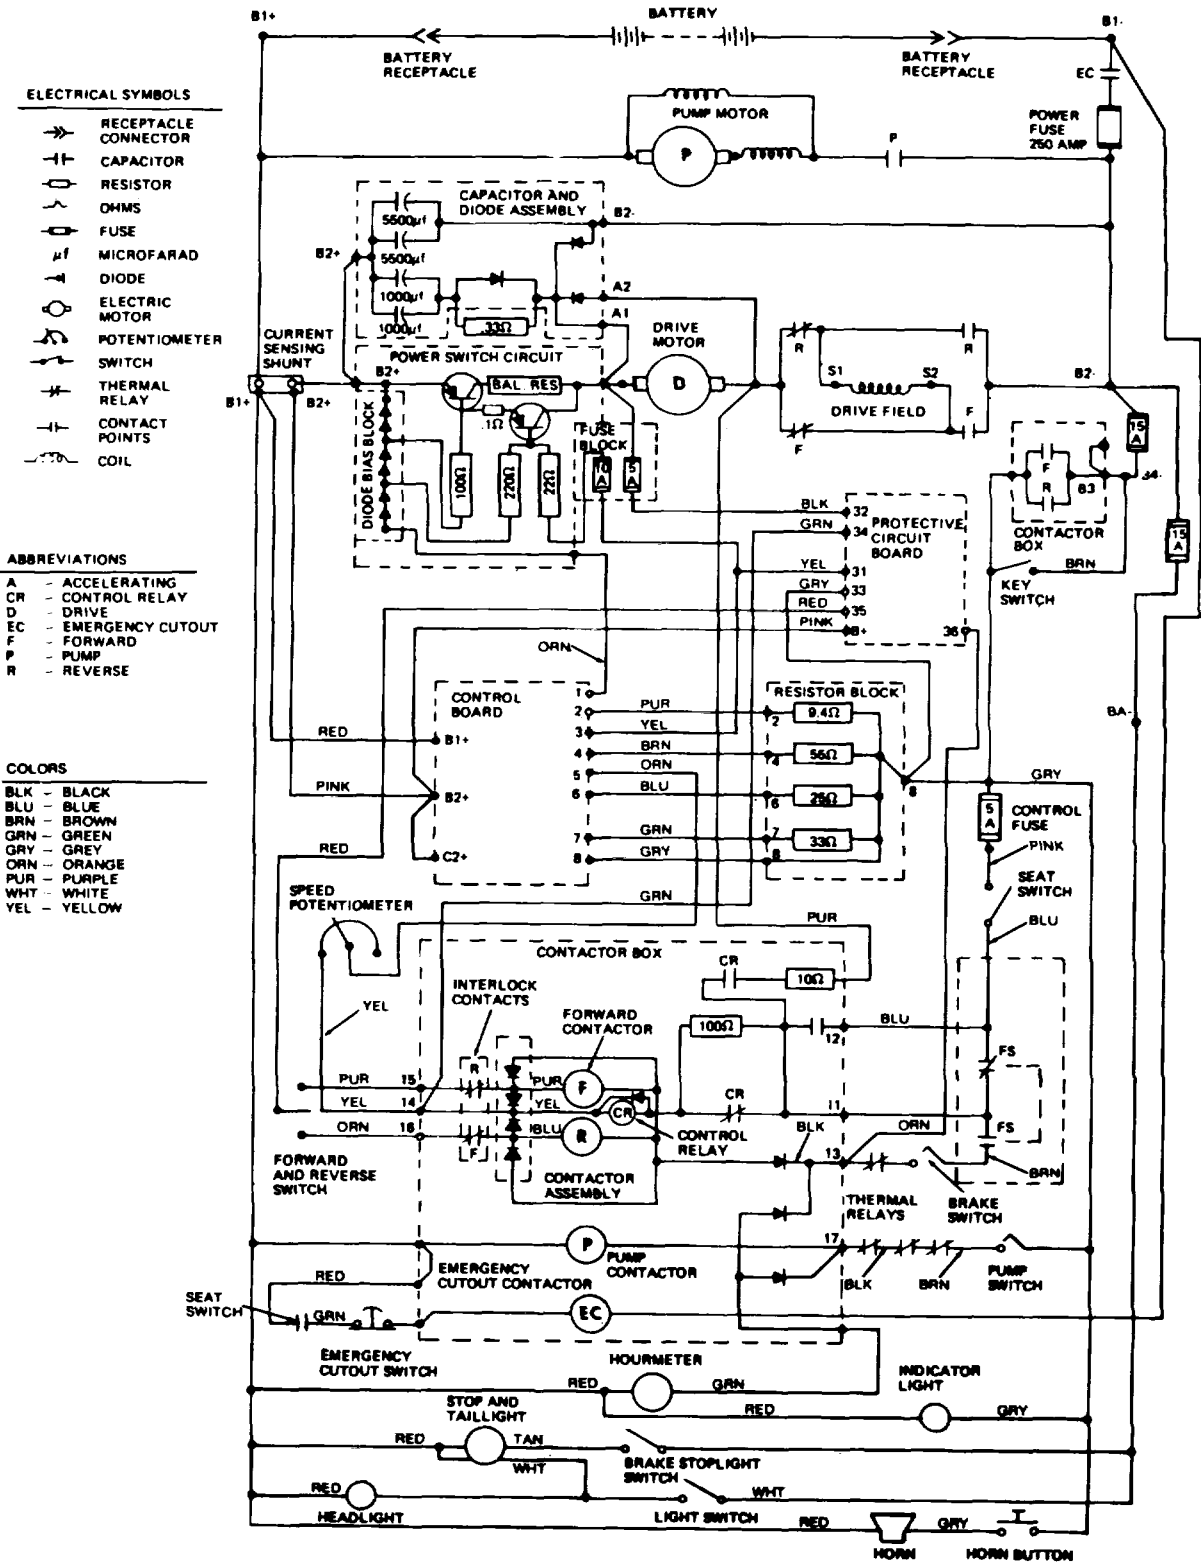 B1+
BATTERY
B1-
BATTERY
RECEPTACLE
BATTERY
RECEPTACLE
EC
ELECTRICAL SYMBOLS
RECEPTACLE
CONNECTOR
CAPACITOR
RESISTOR
OHMS
FUSE
μf MICROFARAD
DIODE
ELECTRIC
MOTOR
POTENTIOMETER
SWITCH
THERMAL
RELAY
CONTACT
POINTS
COIL
PUMP MOTOR
P
P
POWER
FUSE
250 AMP
CAPACITOR AND
DIODE ASSEMBLY
5500μf
5500μf
1000μf
1000μf
.33Ω
B2+
B2-
A2
A1
CURRENT
SENSING
SHUNT
B1+
B2+
POWER SWITCH CIRCUIT
B2+
BAL. RES
.1Ω
DIODE BIAS BLOCK
100Ω
220Ω
22Ω
FUSE
BLOCK
10
A
5
A
DRIVE
MOTOR
D
R
R
S1
S2
DRIVE FIELD
F
F
B2-
15
A
F
R
B3
B4-
CONTACTOR
BOX
BRN
KEY
SWITCH
15
A
BLK
GRN
YEL
GRY
RED
PINK
32
34
31
33
35
B+
36
PROTECTIVE
CIRCUIT
BOARD
ABBREVIATIONS
A - ACCELERATING
CR - CONTROL RELAY
D - DRIVE
EC - EMERGENCY CUTOUT
F - FORWARD
P - PUMP
R - REVERSE
ORN
CONTROL
BOARD
1
2
3
4
5
6
7
8
B1+
B2+
C2+
RED
PINK
RED
PUR
YEL
BRN
ORN
BLU
GRN
GRY
GRN
RESISTOR BLOCK
2
9.4Ω
4
56Ω
6
25Ω
7
33Ω
8
8
BA-
GRY
5
A
CONTROL
FUSE
PINK
SEAT
SWITCH
BLU
COLORS
BLK - BLACK
BLU - BLUE
BRN - BROWN
GRN - GREEN
GRY - GREY
ORN - ORANGE
PUR - PURPLE
WHT - WHITE
YEL - YELLOW
SPEED
POTENTIOMETER
YEL
PUR
CONTACTOR BOX
CR
10Ω
INTERLOCK
CONTACTS
FORWARD
CONTACTOR
100Ω
12
BLU
FS
R
PUR 15
PUR
F
YEL 14
YEL
CR
CR
11
ORN 16
BLU
R
F
CONTROL
RELAY
BLK
ORN
FS
13
BRN
FORWARD
AND REVERSE
SWITCH
CONTACTOR
ASSEMBLY
THERMAL
RELAYS
BRAKE
SWITCH
P
PUMP
CONTACTOR
17
BLK
BRN
PUMP
SWITCH
RED
EMERGENCY
CUTOUT CONTACTOR
SEAT
SWITCH
GRN
EC
EMERGENCY
CUTOUT SWITCH
HOURMETER
RED
GRN
INDICATOR
LIGHT
RED
GRY
STOP AND
TAILLIGHT
RED
TAN
WHT
BRAKE STOPLIGHT
SWITCH
RED
HEADLIGHT
LIGHT SWITCH
WHT
RED
HORN
GRY
HORN BUTTON